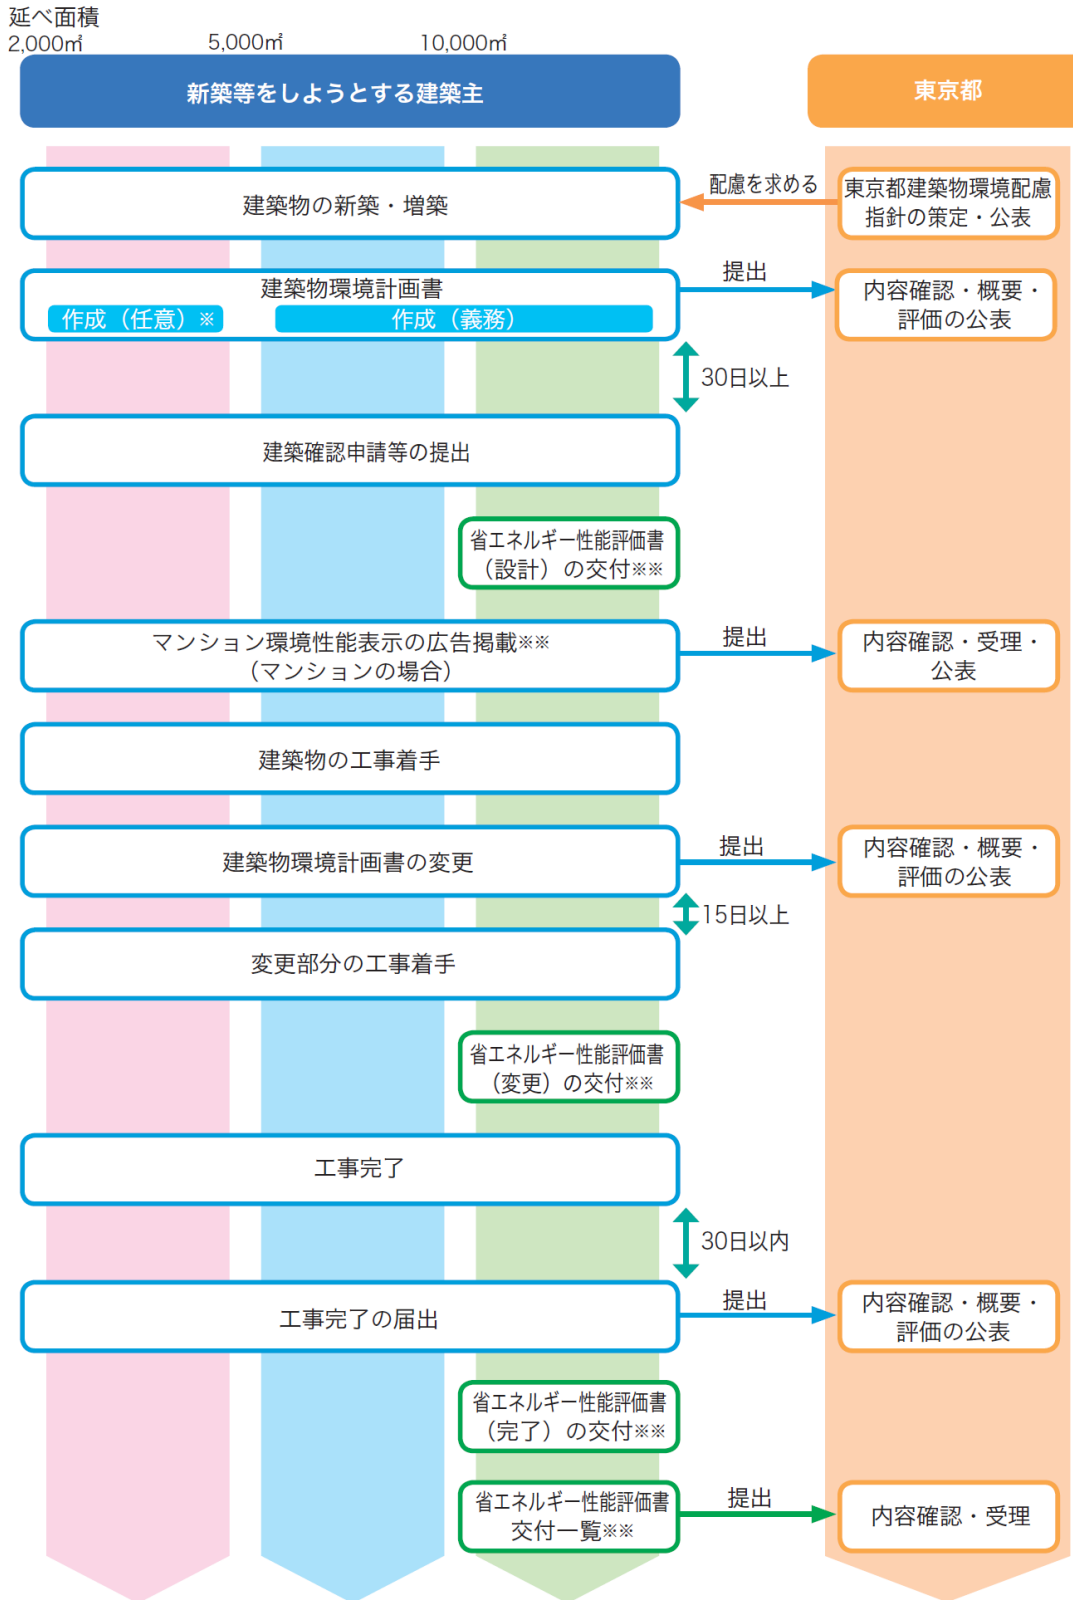 延べ面積
2,000㎡
5,000㎡
10,000㎡
新築等をしようとする建築主
東京都
建築物の新築・増築
配慮を求める
東京都建築物環境配慮
指針の策定・公表
建築物環境計画書
作成（任意）※
作成（義務）
提出
内容確認・概要・
評価の公表
30日以上
建築確認申請等の提出
省エネルギー性能評価書
（設計）の交付※※
マンション環境性能表示の広告掲載※※
（マンションの場合）
提出
内容確認・受理・
公表
建築物の工事着手
建築物環境計画書の変更
提出
内容確認・概要・
評価の公表
15日以上
変更部分の工事着手
省エネルギー性能評価書
（変更）の交付※※
工事完了
30日以内
工事完了の届出
提出
内容確認・概要・
評価の公表
省エネルギー性能評価書
（完了）の交付※※
省エネルギー性能評価書
交付一覧※※
提出
内容確認・受理